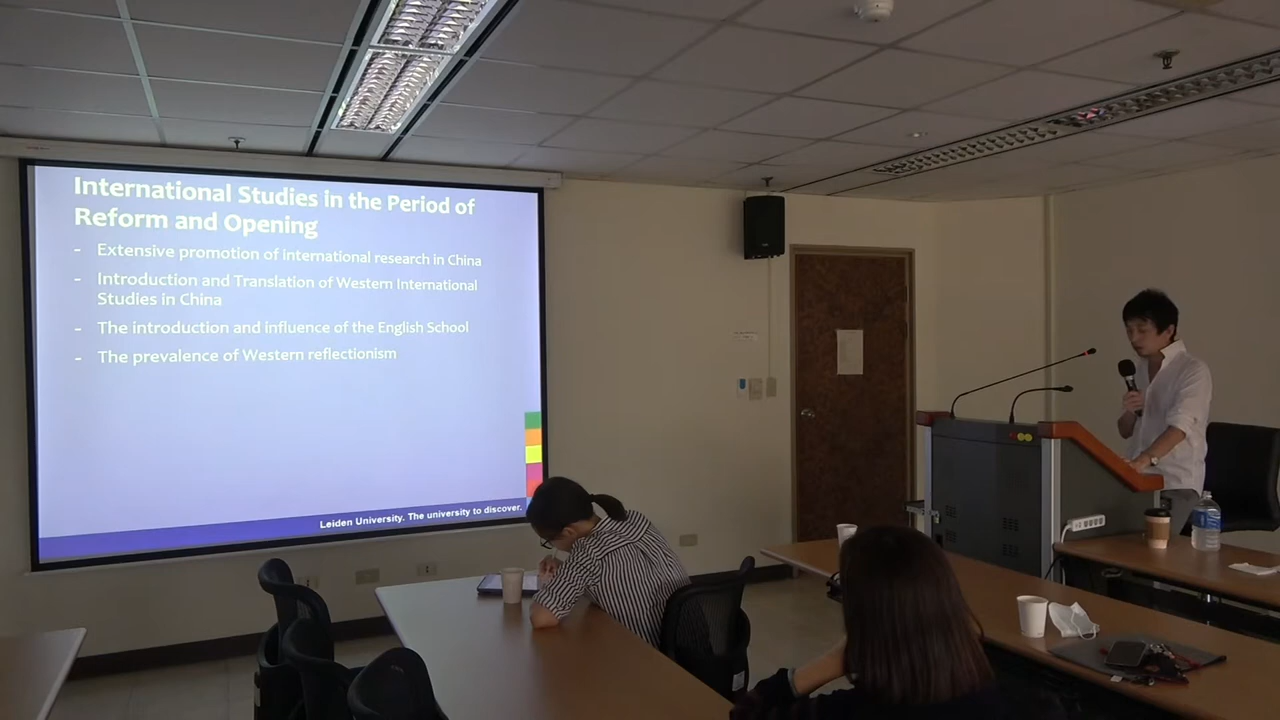 International Studies in the Period of
Reform and Opening
- Extensive promotion of international research in China
- Introduction and Translation of Western International
Studies in China
- The introduction and influence of the English School
- The prevalence of Western reflectionism
Leiden University. The university to discover.